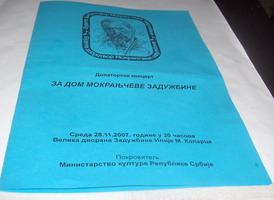 Донаторски концерт
ЗА ДОМ МОКРАЊЧЕВЕ ЗАДУЖБИНЕ
Среда 28.11.2007. године у 20 часова
Велика дворана Задужбине Илије М. Коларца
Покровитељ:
Министарство културе Републике Србије